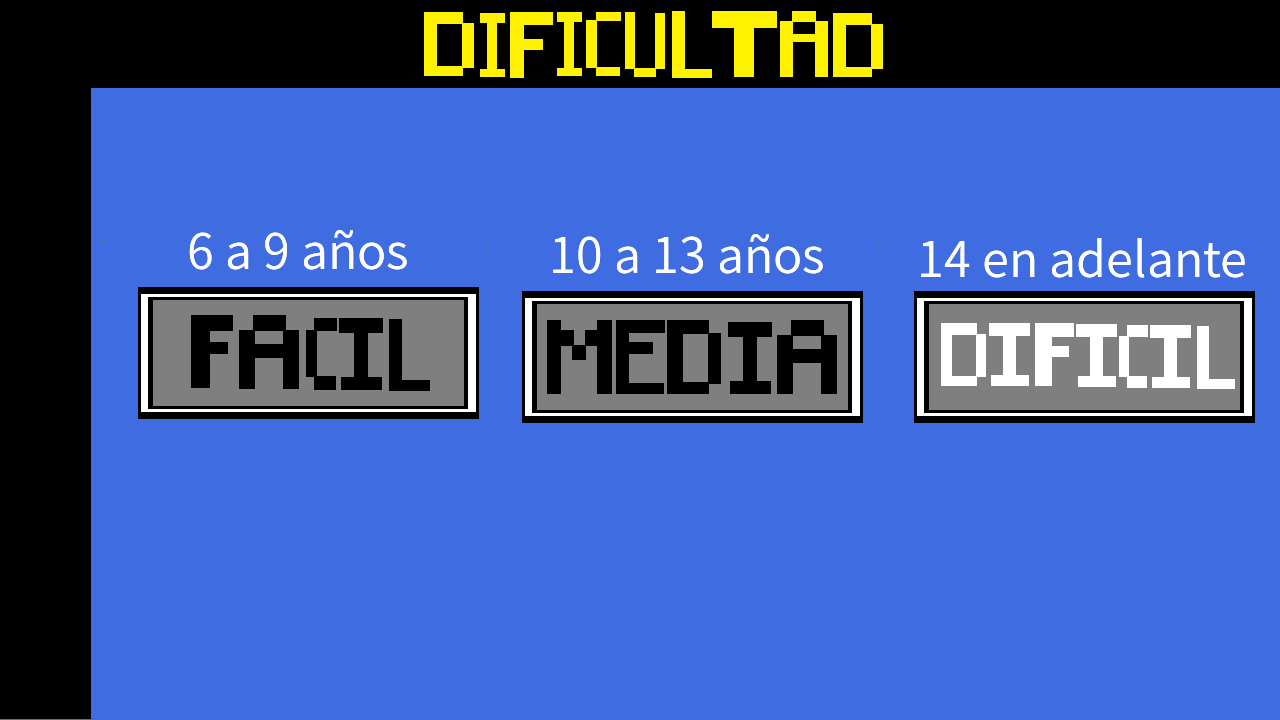 DIFICULTAD
6 a 9 años
10 a 13 años
14 en adelante
FACIL
MEDIA
DIFICIL